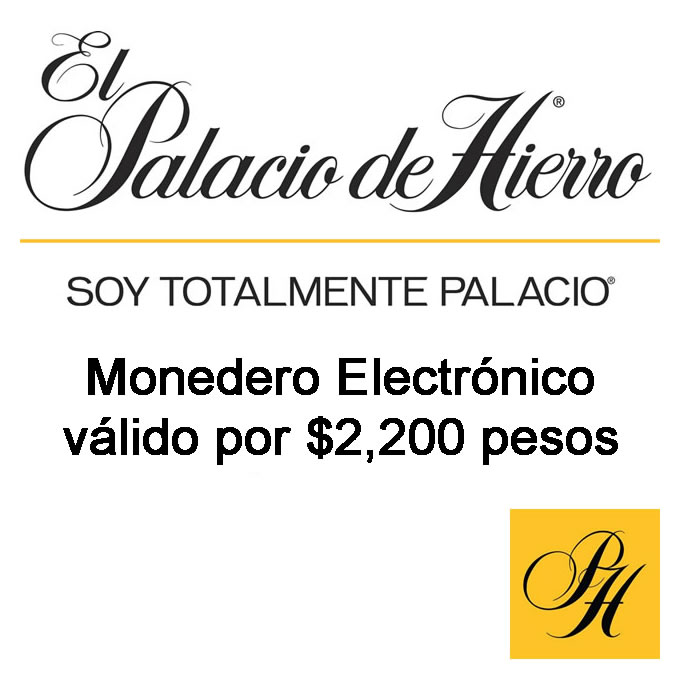 El
Palacio de Hierro®
SOY TOTALMENTE PALACIO®
Monedero Electrónico
válido por $2,200 pesos
PH